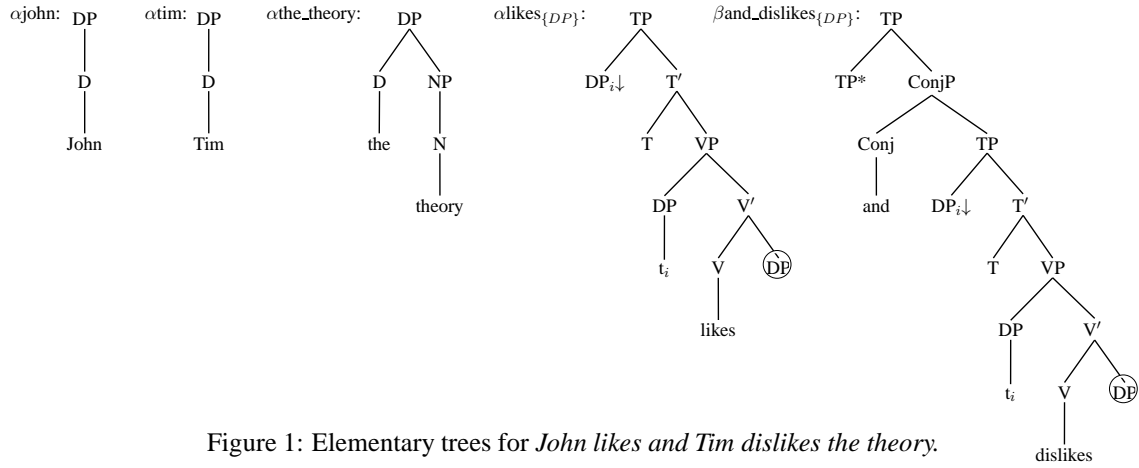 αjohn: DP αtim: DP αthe_theory: DP αlikes{DP}: TP βand_dislikes{DP}: TP
D D D NP DPi↓ T′ TP* ConjP
John Tim the N T VP Conj TP
theory DP V′ and DPi↓ T′
ti V DP T VP
likes DP V′
ti V DP
dislikes
Figure 1: Elementary trees for John likes and Tim dislikes the theory.